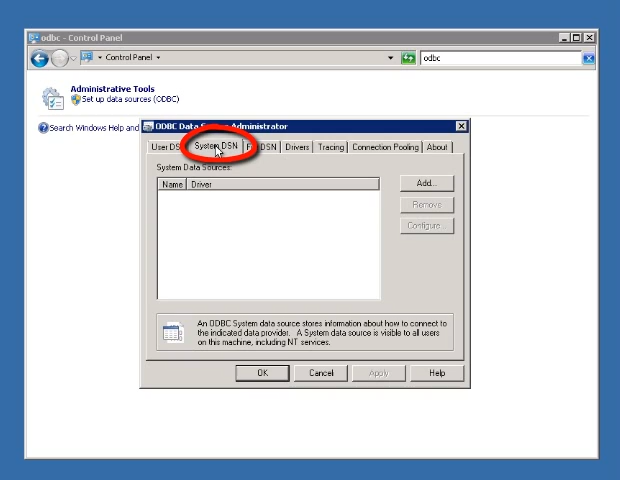 odbc - Control Panel
Control Panel
odbc
Administrative Tools
Set up data sources (ODBC)
Search Windows Help and
ODBC Data Source Administrator
User DSN System DSN File DSN Drivers Tracing Connection Pooling About
System Data Sources:
Name Driver
Add...
Remove
Configure...
An ODBC System data source stores information about how to connect to
the indicated data provider. A System data source is visible to all users
on this machine, including NT services.
OK Cancel Apply Help